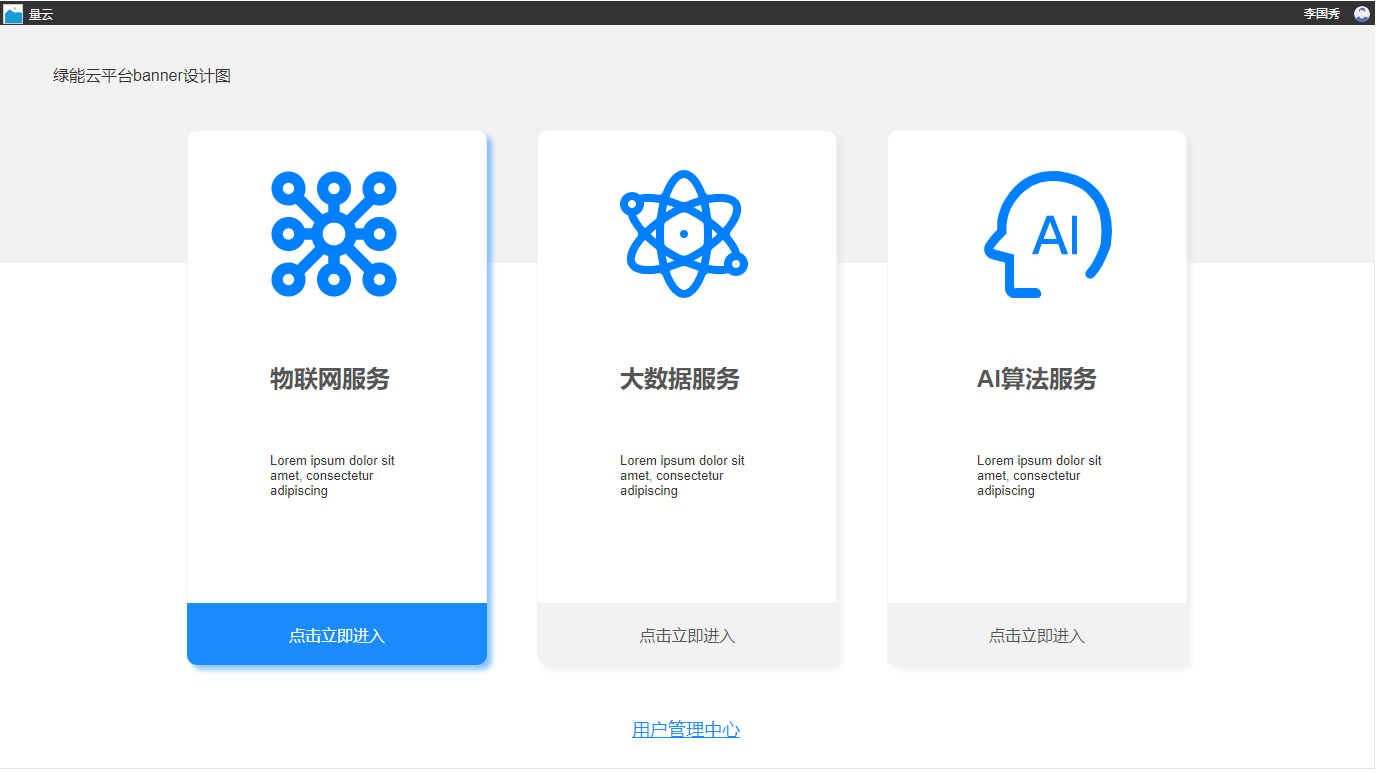 量云
李国秀
绿能云平台banner设计图
AI
物联网服务
大数据服务
AI算法服务
Lorem ipsum dolor sit
amet, consectetur
adipiscing
Lorem ipsum dolor sit
amet, consectetur
adipiscing
Lorem ipsum dolor sit
amet, consectetur
adipiscing
点击立即进入
点击立即进入
点击立即进入
用户管理中心